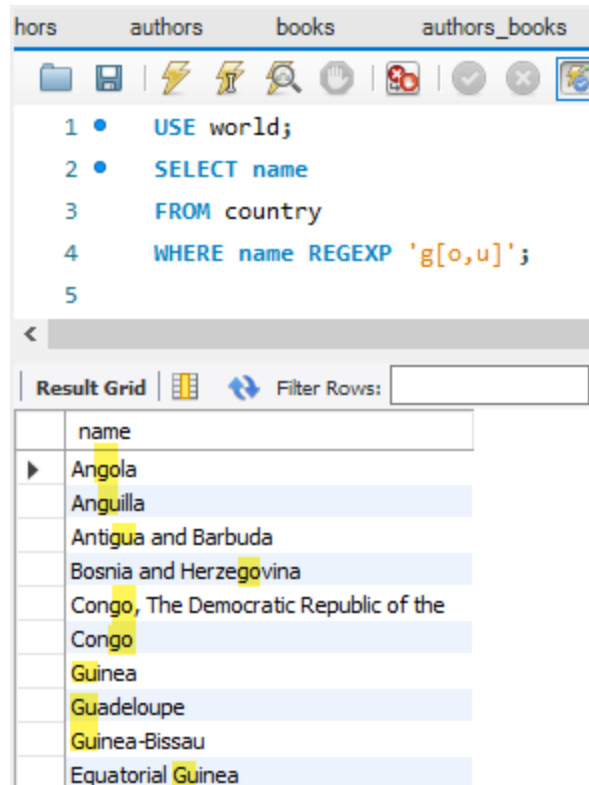 hors authors books authors_books
1 USE world;
2 SELECT name
3 FROM country
4 WHERE name REGEXP 'g[o,u]';
5
Result Grid Filter Rows:
name
Angola
Anguilla
Antigua and Barbuda
Bosnia and Herzegovina
Congo, The Democratic Republic of the
Congo
Guinea
Guadeloupe
Guinea-Bissau
Equatorial Guinea